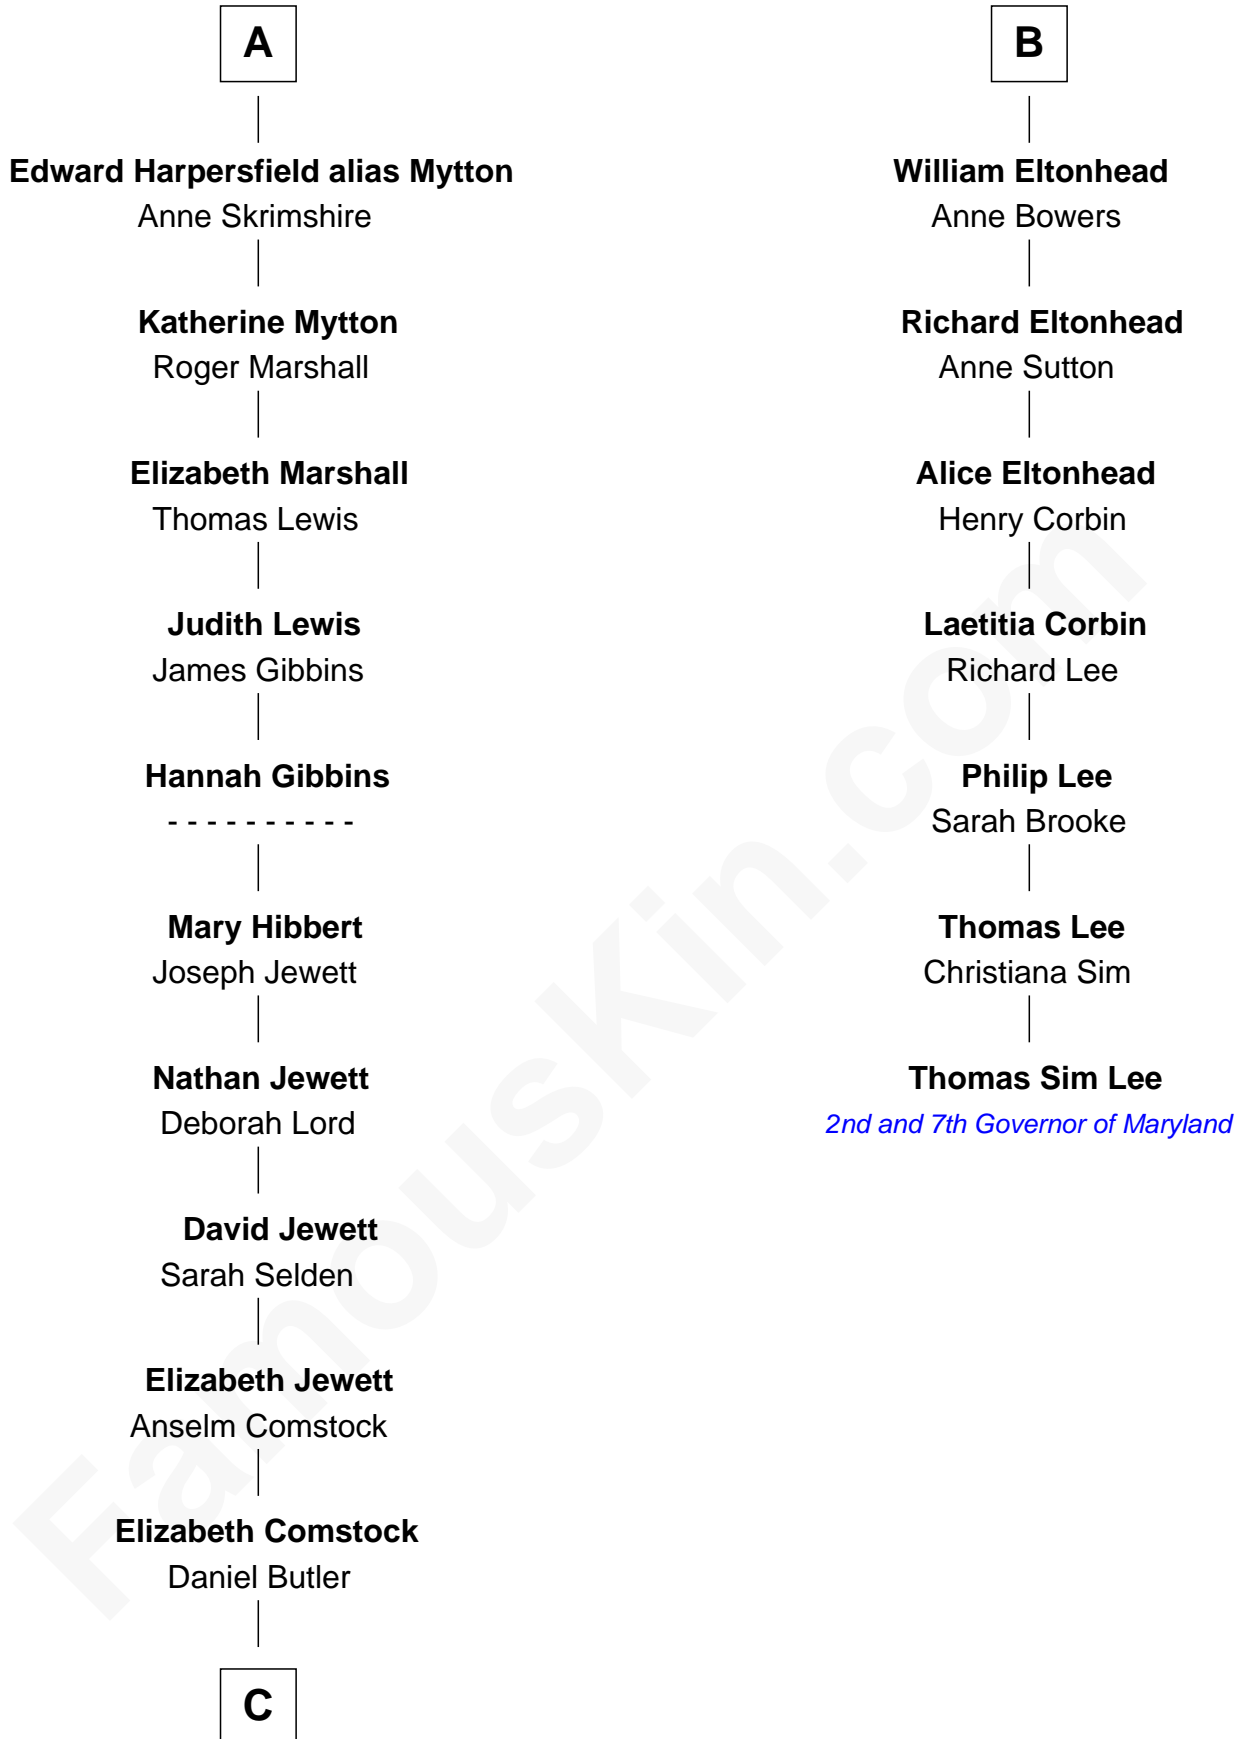 A
Edward Harpersfield alias Mytton
Anne Skrimshire
Katherine Mytton
Roger Marshall
Elizabeth Marshall
Thomas Lewis
Judith Lewis
James Gibbins
Hannah Gibbins
- - - - - - - - - -
Mary Hibbert
Joseph Jewett
Nathan Jewett
Deborah Lord
David Jewett
Sarah Selden
Elizabeth Jewett
Anselm Comstock
Elizabeth Comstock
Daniel Butler
C
B
William Eltonhead
Anne Bowers
Richard Eltonhead
Anne Sutton
Alice Eltonhead
Henry Corbin
Laetitia Corbin
Richard Lee
Philip Lee
Sarah Brooke
Thomas Lee
Christiana Sim
Thomas Sim Lee
2nd and 7th Governor of Maryland
FamousKin.com